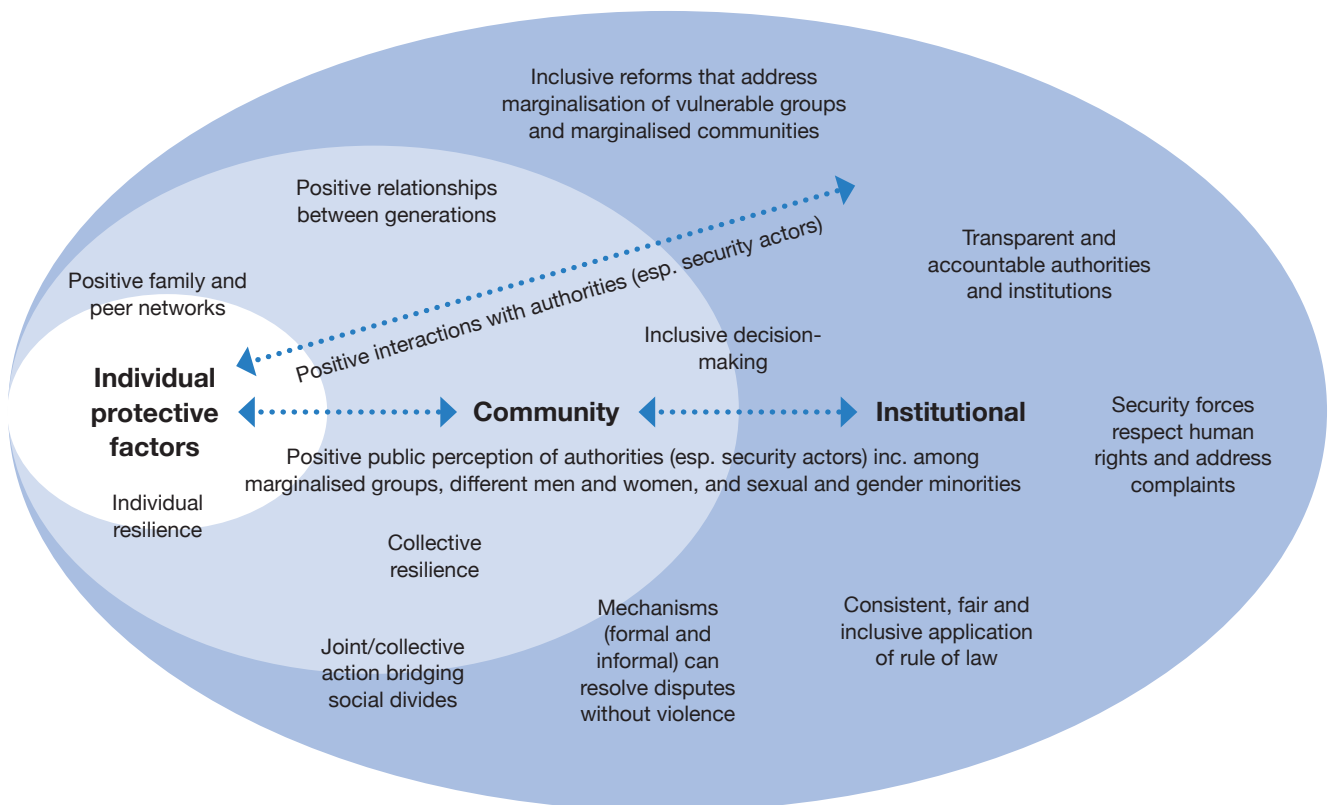 Inclusive reforms that address
marginalisation of vulnerable groups
and marginalised communities
Positive relationships
between generations
Positive interactions with authorities (esp. security actors)
Transparent and
accountable authorities
and institutions
Positive family and
peer networks
Inclusive decision-
making
Individual
protective
factors
Community
Institutional
Security forces
respect human
rights and address
complaints
Positive public perception of authorities (esp. security actors) inc. among
marginalised groups, different men and women, and sexual and gender minorities
Individual
resilience
Collective
resilience
Mechanisms
(formal and
informal) can
resolve disputes
without violence
Consistent, fair and
inclusive application
of rule of law
Joint/collective
action bridging
social divides